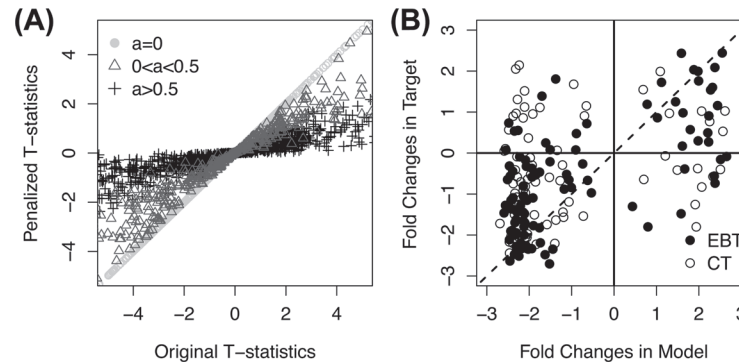 (A)
Penalized T−statistics
4
2
0
−2
−4
a=0
0<a<0.5
a>0.5
−4 −2 0 2 4
Original T−statistics
(B)
Fold Changes in Target
3
2
1
0
−1
−2
−3
EBT
CT
−3 −2 −1 0 1 2 3
Fold Changes in Model